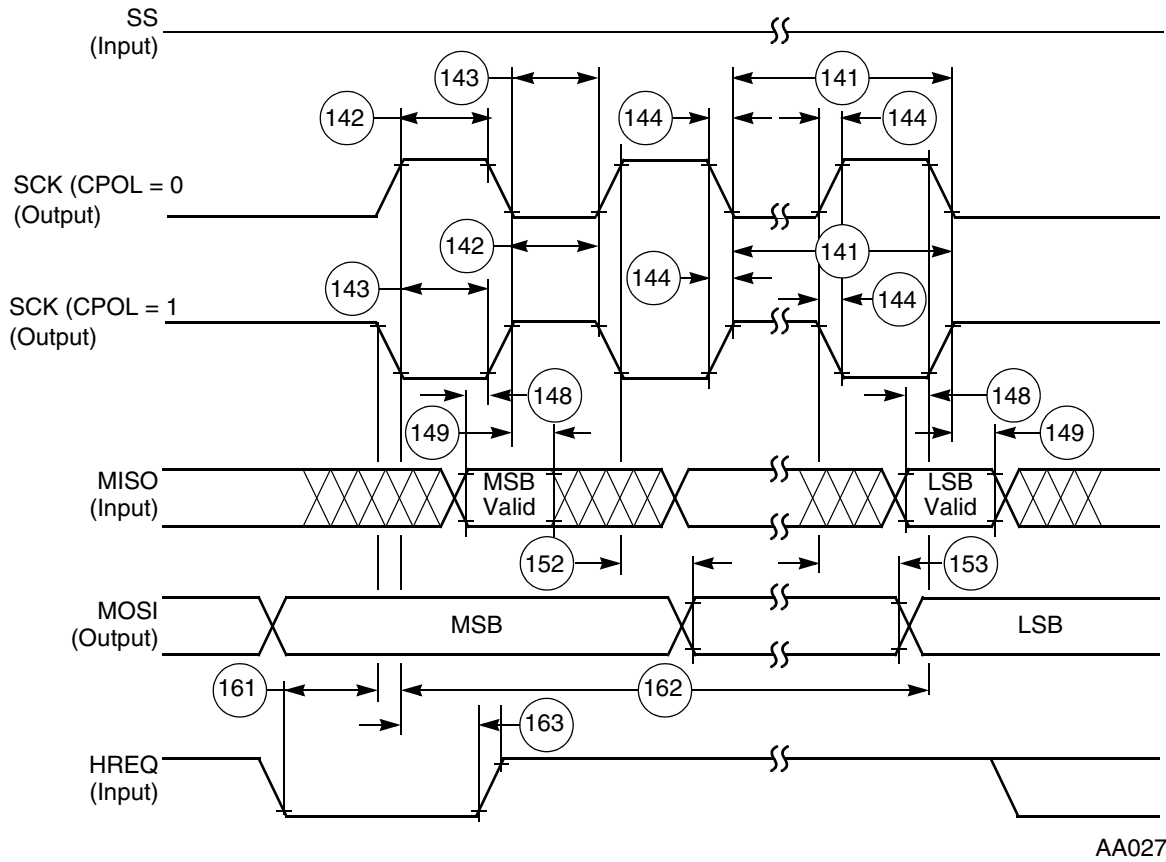 SS
(Input)
143
141
142
144
144
SCK (CPOL = 0
(Output)
142
141
144
143
144
SCK (CPOL = 1
(Output)
148
148
149
149
MISO
(Input)
MSB
Valid
LSB
Valid
152
153
MOSI
(Output)
MSB
LSB
161
162
163
HREQ
(Input)
AA027